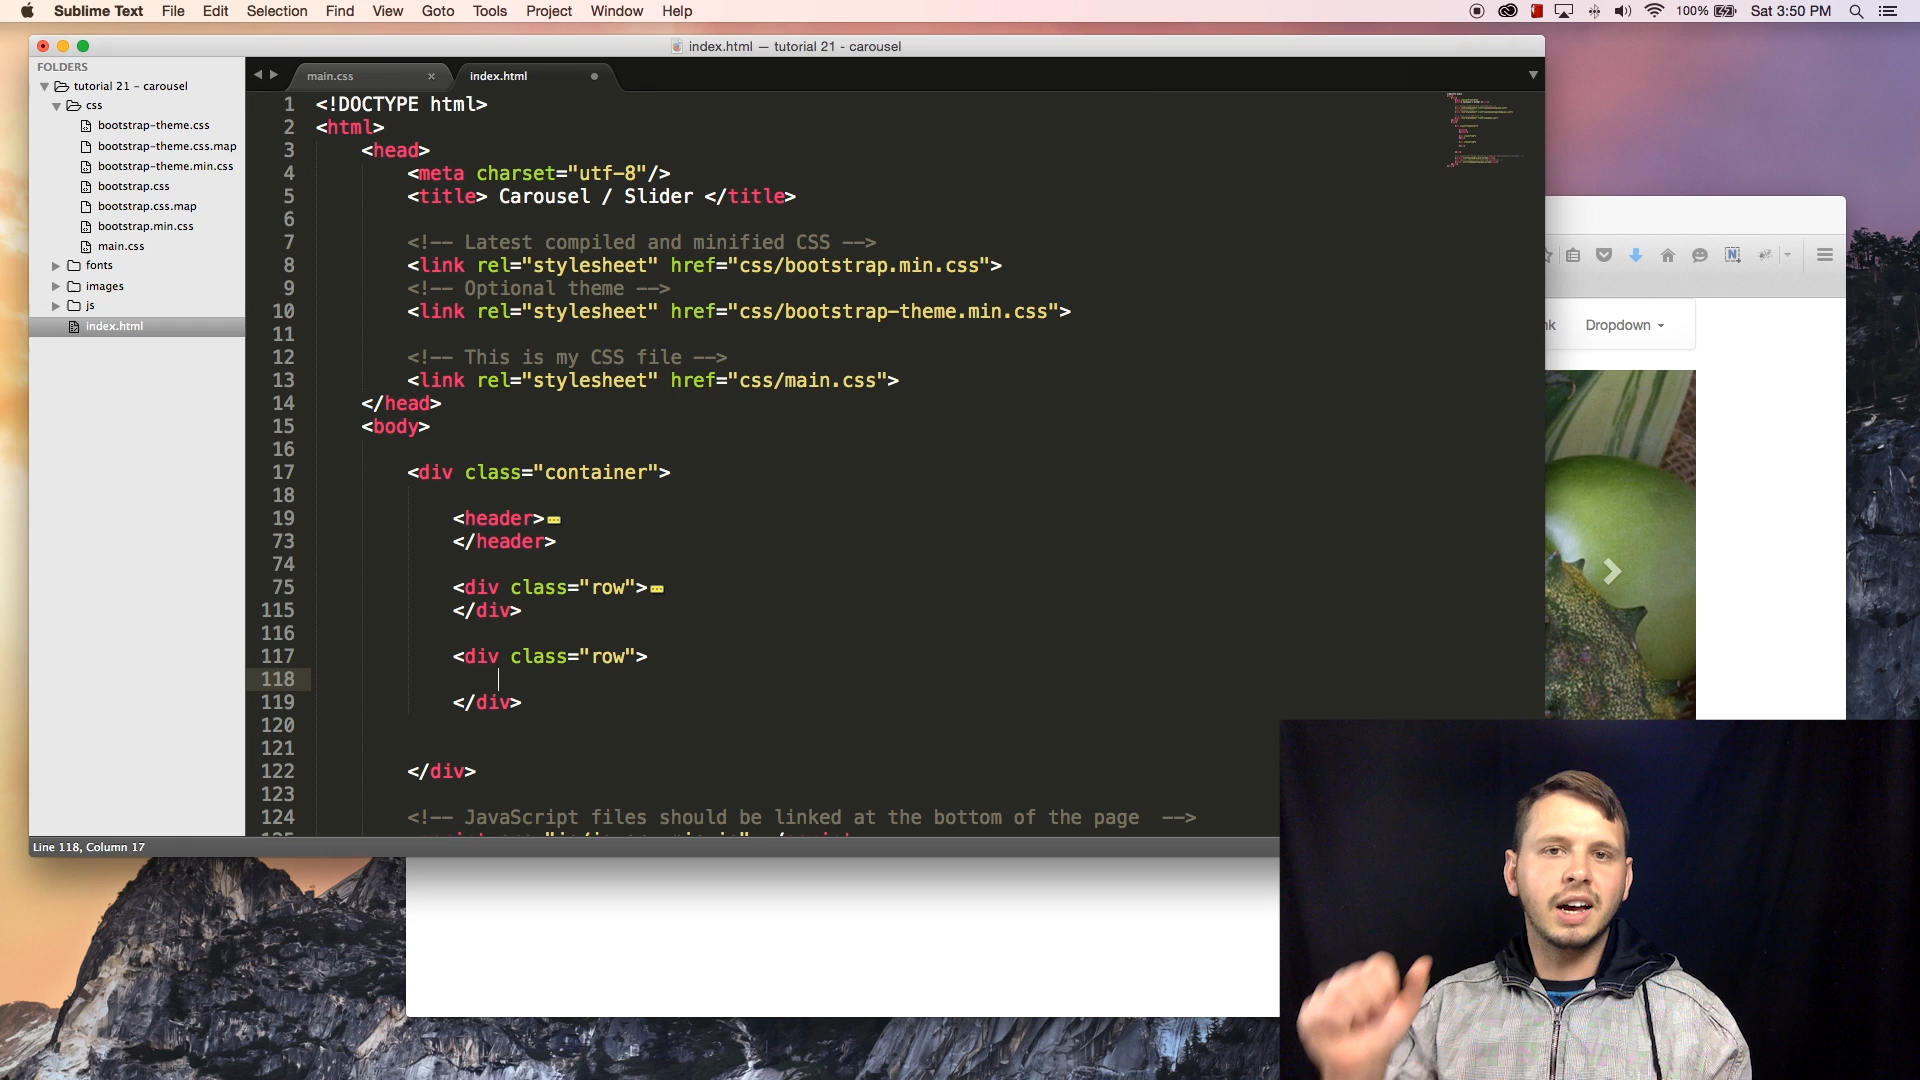 Sublime Text File Edit Selection Find View Goto Tools Project Window Help 100% Sat 3:50 PM
index.html — tutorial 21 - carousel
FOLDERS
tutorial 21 - carousel
css
bootstrap-theme.css
bootstrap-theme.css.map
bootstrap-theme.min.css
bootstrap.css
bootstrap.css.map
bootstrap.min.css
main.css
fonts
images
js
index.html
main.css × index.html
1 <!DOCTYPE html>
2 <html>
3 <head>
4 <meta charset="utf-8"/>
5 <title> Carousel / Slider </title>
6
7 <!-- Latest compiled and minified CSS -->
8 <link rel="stylesheet" href="css/bootstrap.min.css">
9 <!-- Optional theme -->
10 <link rel="stylesheet" href="css/bootstrap-theme.min.css">
11
12 <!-- This is my CSS file -->
13 <link rel="stylesheet" href="css/main.css">
14 </head>
15 <body>
16
17 <div class="container">
18
19 <header>
73 </header>
74
75 <div class="row">
115 </div>
116
117 <div class="row">
118
119 </div>
120
121
122 </div>
123
124 <!-- JavaScript files should be linked at the bottom of the page -->
Line 118, Column 17
nk Dropdown